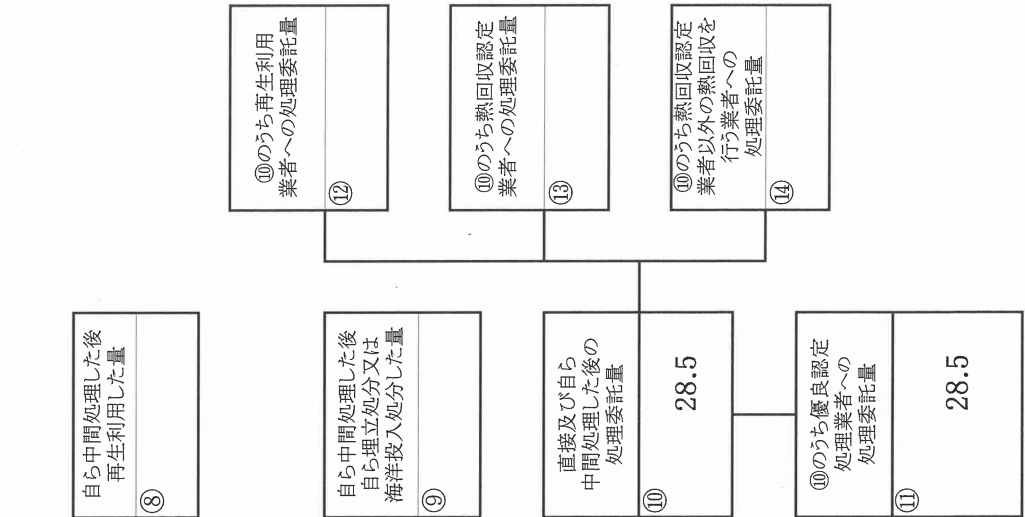 自ら中間処理した後
再生利用した量
⑧
自ら中間処理した後
自ら埋立処分又は
海洋投入処分した量
⑨
直接及び自ら
中間処理した後の
処理委託量
⑩
28.5
⑩のうち優良認定
処理業者への
処理委託量
⑪
28.5
⑩のうち再生利用
業者への処理委託量
⑫
⑩のうち熱回収認定
業者への処理委託量
⑬
⑩のうち熱回収認定
業者以外の熱回収を
行う業者への
処理委託量
⑭